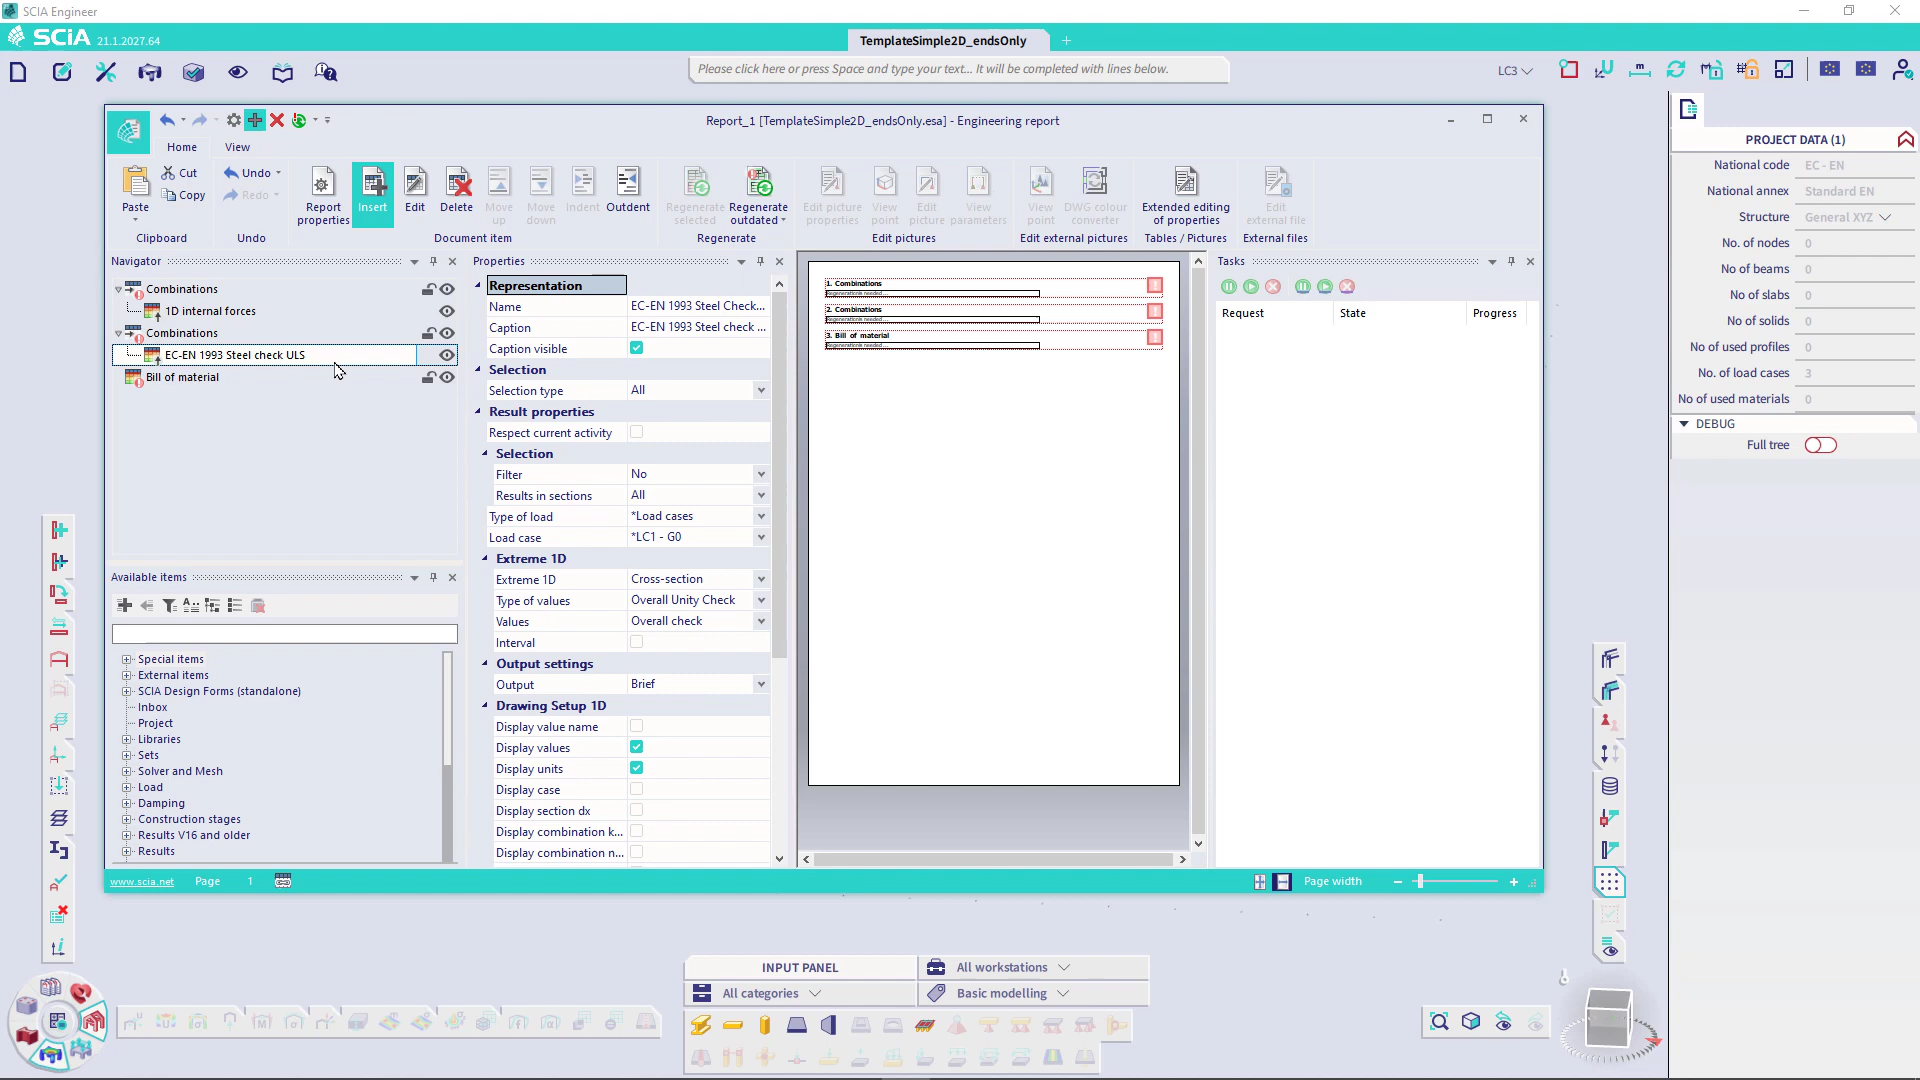 SCIA Engineer
SCIA 21.1.2027.64
TemplateSimple2D_endsOnly
Please click here or press Space and type your text... It will be completed with lines below.
LC3
Report_1 [TemplateSimple2D_endsOnly.esa] - Engineering report
Home View
Paste
Cut
Copy
Undo
Redo
Report properties
Insert
Edit
Delete
Move up
Move down
Indent
Outdent
Regenerate selected
Regenerate outdated
Edit picture properties
View point
Edit picture
View parameters
View point
DWG colour converter
Extended editing of properties
Edit external file
Clipboard
Undo
Document item
Regenerate
Edit pictures
Edit external pictures
Tables / Pictures
External files
Navigator
Combinations
1D internal forces
Combinations
EC-EN 1993 Steel check ULS
Bill of material
Available items
Special items
External items
SCIA Design Forms (standalone)
Inbox
Project
Libraries
Sets
Solver and Mesh
Load
Damping
Construction stages
Results V16 and older
Results
Properties
Representation
Name EC-EN 1993 Steel Check...
Caption EC-EN 1993 Steel check ...
Caption visible
Selection
Selection type All
Result properties
Respect current activity
Selection
Filter No
Results in sections All
Type of load *Load cases
Load case *LC1 - G0
Extreme 1D
Extreme 1D Cross-section
Type of values Overall Unity Check
Values Overall check
Interval
Output settings
Output Brief
Drawing Setup 1D
Display value name
Display values
Display units
Display case
Display section dx
Display combination k...
Display combination n...
1. Combinations
Regeneration is needed ...
2. Combinations
Regeneration is needed ...
3. Bill of material
Regeneration is needed ...
Tasks
Request State Progress
www.scia.net Page 1
Page width
PROJECT DATA (1)
National code EC - EN
National annex Standard EN
Structure General XYZ
No. of nodes 0
No. of beams 0
No. of slabs 0
No. of solids 0
No. of used profiles 0
No. of load cases 3
No of used materials 0
DEBUG
Full tree
INPUT PANEL
All workstations
All categories
Basic modelling